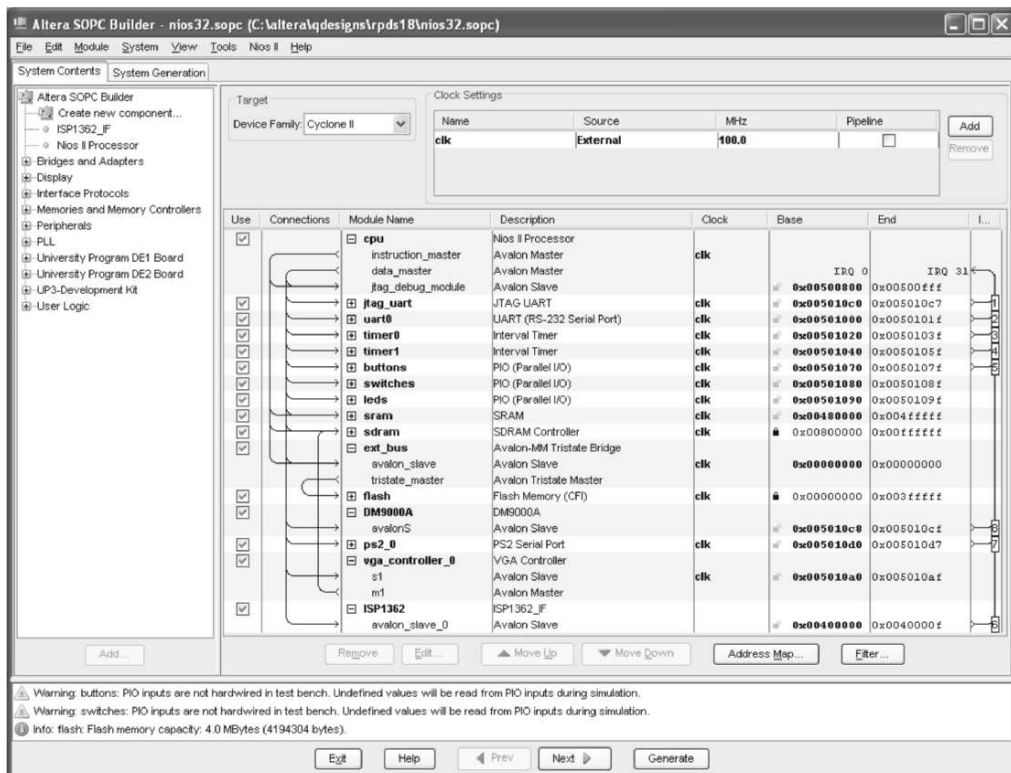 Altera SOPC Builder - nios32.sopc (C:\altera\qdesigns\rpds18\nios32.sopc)
File Edit Module System View Tools Nios II Help
System Contents System Generation
Altera SOPC Builder
Create new component...
ISP1362_IF
Nios II Processor
Bridges and Adapters
Display
Interface Protocols
Memories and Memory Controllers
Peripherals
PLL
University Program DE1 Board
University Program DE2 Board
UP3-Development Kit
User Logic
Add...
Target
Device Family: Cyclone II
Clock Settings
Name Source MHz Pipeline
clk External 100.0
Add
Remove
Use Connections Module Name Description Clock Base End I...
cpu Nios II Processor
instruction_master Avalon Master clk
data_master Avalon Master IRQ 0 IRQ 31
jtag_debug_module Avalon Slave 0x00500800 0x00500fff
jtag_uart JTAG UART clk 0x005010c0 0x005010c7 1
uart0 UART (RS-232 Serial Port) clk 0x00501000 0x0050101f 2
timer0 Interval Timer clk 0x00501020 0x0050103f 3
timer1 Interval Timer clk 0x00501040 0x0050105f 4
buttons PIO (Parallel I/O) clk 0x00501070 0x0050107f 5
switches PIO (Parallel I/O) clk 0x00501080 0x0050108f
leds PIO (Parallel I/O) clk 0x00501090 0x0050109f
sram SRAM clk 0x00480000 0x004fffff
sdram SDRAM Controller clk 0x00800000 0x00ffffff
ext_bus Avalon-MM Tristate Bridge
avalon_slave Avalon Slave clk 0x00000000 0x00000000
tristate_master Avalon Tristate Master
flash Flash Memory (CFI) clk 0x00000000 0x003fffff
DM9000A DM9000A
avalonS Avalon Slave 0x005010c8 0x005010cf 8
ps2_0 PS2 Serial Port clk 0x005010d0 0x005010d7 7
vga_controller_0 VGA Controller
s1 Avalon Slave clk 0x005010a0 0x005010af
m1 Avalon Master
ISP1362 ISP1362_IF
avalon_slave_0 Avalon Slave 0x00400000 0x0040000f 6
Remove Edit... Move Up Move Down Address Map... Filter...
Warning: buttons: PIO inputs are not hardwired in test bench. Undefined values will be read from PIO inputs during simulation.
Warning: switches: PIO inputs are not hardwired in test bench. Undefined values will be read from PIO inputs during simulation.
Info: flash: Flash memory capacity: 4.0 MBytes (4194304 bytes).
Exit Help Prev Next Generate